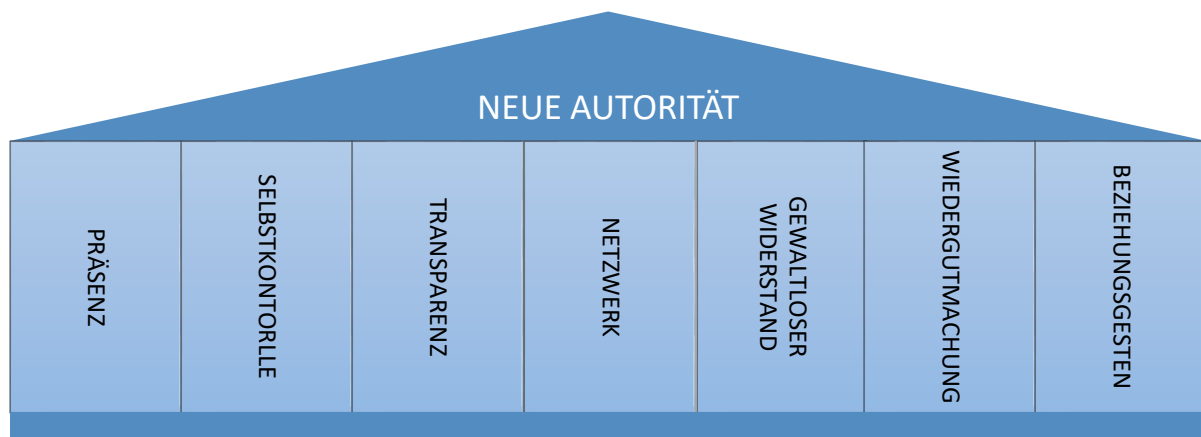 NEUE AUTORITÄT
PRÄSENZ
SELBSTKONTORLLE
TRANSPARENZ
NETZWERK
GEWALTLOSER
WIDERSTAND
WIEDERGUTMACHUNG
BEZIEHUNGSGESTEN